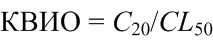 КВИО = C₂₀/CL₅₀